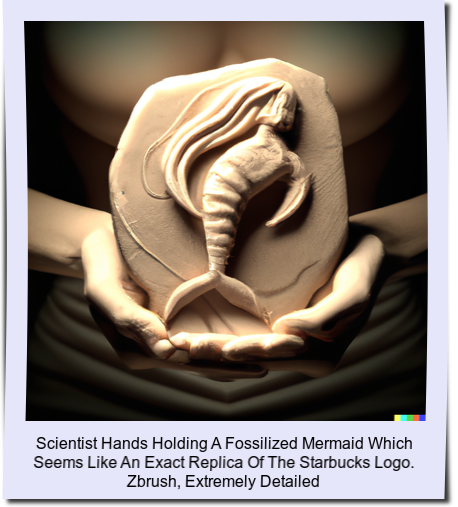 Scientist Hands Holding A Fossilized Mermaid Which
Seems Like An Exact Replica Of The Starbucks Logo.
Zbrush, Extremely Detailed